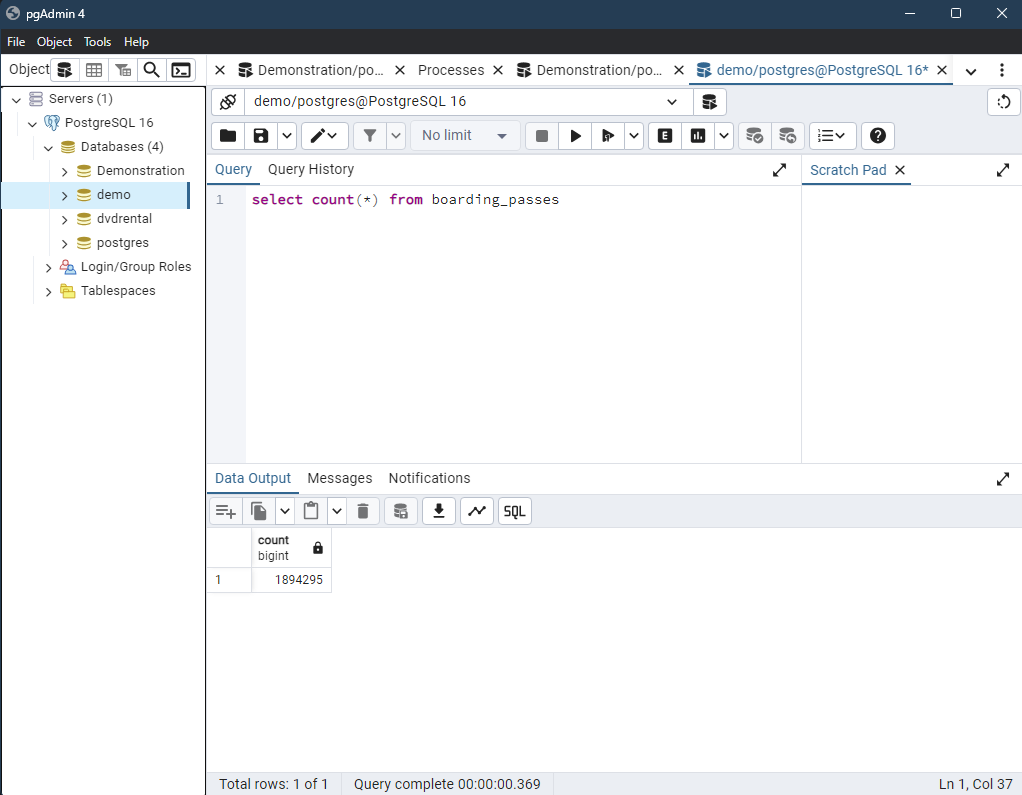 pgAdmin 4
File Object Tools Help
Object
Demonstration/po...
Processes
Demonstration/po...
demo/postgres@PostgreSQL 16*
Servers (1)
PostgreSQL 16
Databases (4)
Demonstration
demo
dvdrental
postgres
Login/Group Roles
Tablespaces
demo/postgres@PostgreSQL 16
No limit
E
Query Query History
Scratch Pad
1 select count(*) from boarding_passes
Data Output Messages Notifications
SQL
count
bigint
1 1894295
Total rows: 1 of 1 Query complete 00:00:00.369 Ln 1, Col 37